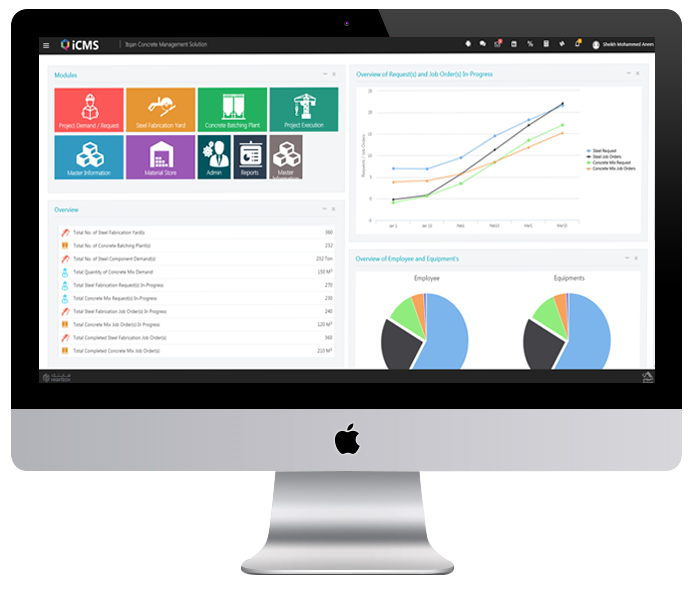 iCMS
Bjan Concrete Management Solution
Sheikh Mohammed Anees
Modules
Project Demand / Request
Steel Fabrication Yard
Concrete Batching Plant
Project Execution
Master Information
Material Store
Admin
Reports
Master
Information
Overview
Total No. of Steel Fabrication Yard(s) 360
Total No. of Concrete Batching Plant(s) 232
Total No. of Steel Component Demand(s) 232 Ton
Total Quantity of Concrete Mix Demand 150 M³
Total Steel Fabrication Request(s) In-Progress 270
Total Concrete Mix Request(s) In-Progress 230
Total Steel Fabrication Job Order(s) In Progress 240
Total Concrete Mix Job Order(s) In Progress 120 M³
Total Completed Steel Fabrication Job Order(s) 360
Total Completed Concrete Mix Job Order(s) 210 M³
Overview of Request(s) and Job Order(s) In-Progress
Requests / Job Orders
25
20
15
10
5
0
-5
Steel Request
Steel Job Orders
Concrete Mix Request
Concrete Mix Job Orders
Overview of Employee and Equipment's
Employee
Equipments